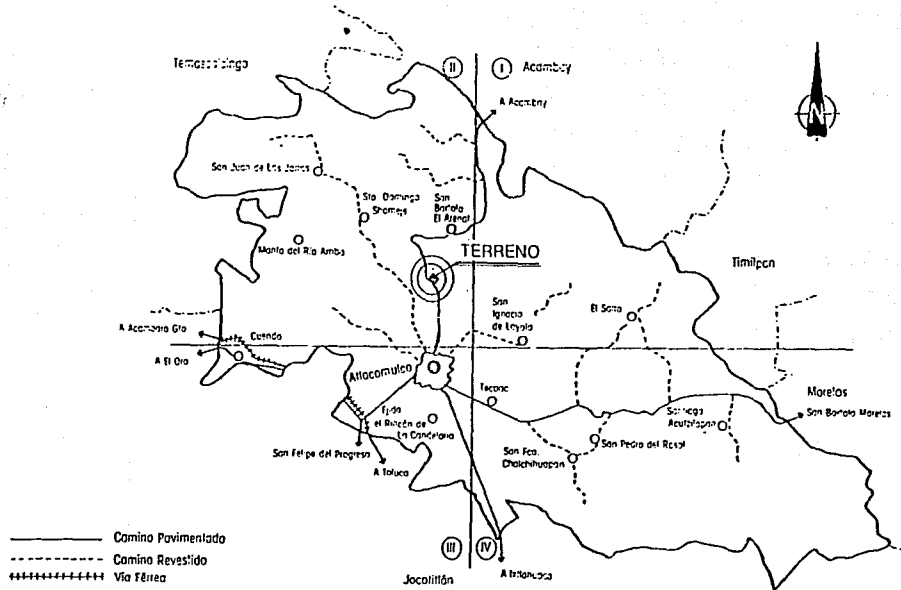 Temascalcingo
II
I
Acambay
A Acambay
N
San Juan de Los Jarros
Sto. Domingo
Shomeje
San
Bartolo
El Arenal
Manto del Río Ambo
TERRENO
Timilpan
San
Ignacio
de Loyola
El Salto
A Acambaro Gto
Cuendo
A El Oro
Atlacomulco
Tecoac
Morelos
San Bartolo Morelos
Santiago
Acutzilapan
Ejido
el Rincón de
La Candelaria
San Felipe del Progreso
A Toluca
San Fco.
Chalchihuapan
San Pedro del Rosal
Camino Pavimentado
Camino Revestido
Vía Férrea
III
IV
A Ixtlahuaca
Jocotitlán